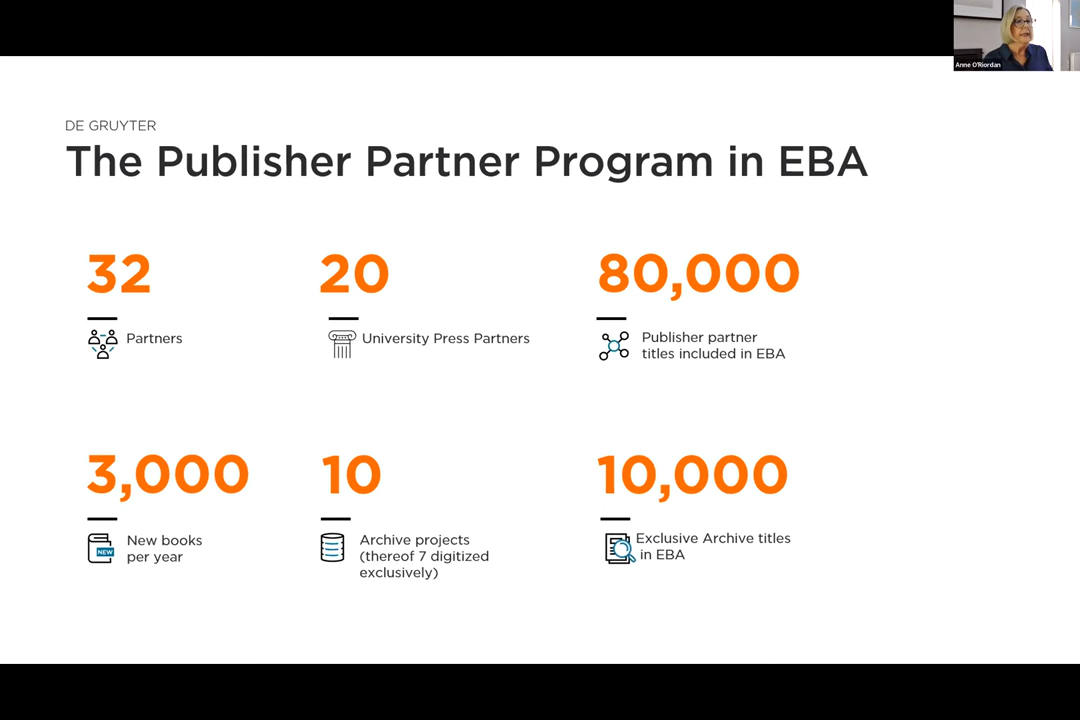 Anne O'Riordan
DE GRUYTER
The Publisher Partner Program in EBA
32
Partners
20
University Press Partners
80,000
Publisher partner
titles included in EBA
3,000
NEW
New books
per year
10
Archive projects
(thereof 7 digitized
exclusively)
10,000
Exclusive Archive titles
in EBA